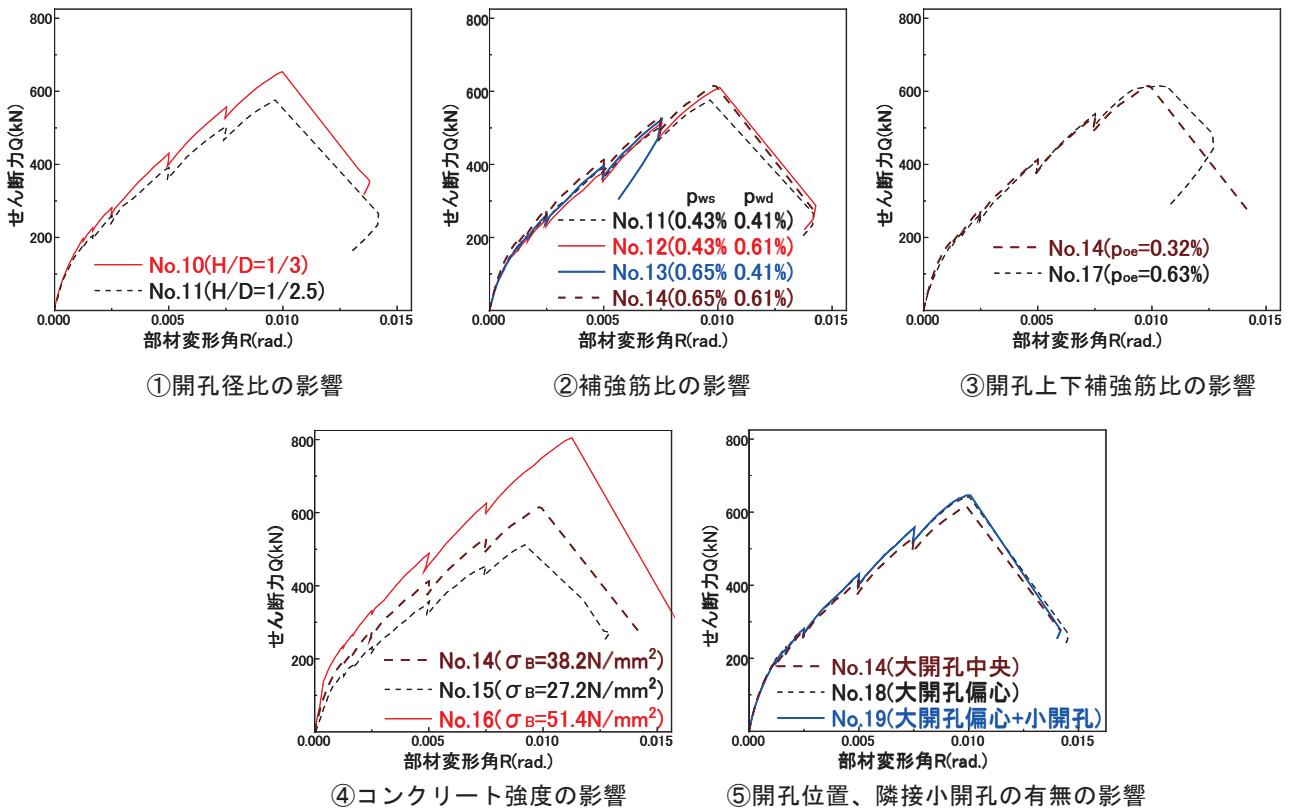 せん断力Q(kN)
800
600
400
200
0
No.10(H/D=1/3)
No.11(H/D=1/2.5)
0.000 0.005 0.010 0.015
部材変形角R(rad.)
①開孔径比の影響
せん断力Q(kN)
800
600
400
200
0
pws pwd
No.11(0.43% 0.41%)
No.12(0.43% 0.61%)
No.13(0.65% 0.41%)
No.14(0.65% 0.61%)
0.000 0.005 0.010 0.015
部材変形角R(rad.)
②補強筋比の影響
せん断力Q(kN)
800
600
400
200
0
No.14(poe=0.32%)
No.17(poe=0.63%)
0.000 0.005 0.010 0.015
部材変形角R(rad.)
③開孔上下補強筋比の影響
せん断力Q(kN)
800
600
400
200
0
No.14(σB=38.2N/mm²)
No.15(σB=27.2N/mm²)
No.16(σB=51.4N/mm²)
0.000 0.005 0.010 0.015
部材変形角R(rad.)
④コンクリート強度の影響
せん断力Q(kN)
800
600
400
200
0
No.14(大開孔中央)
No.18(大開孔偏心)
No.19(大開孔偏心+小開孔)
0.000 0.005 0.010 0.015
部材変形角R(rad.)
⑤開孔位置、隣接小開孔の有無の影響